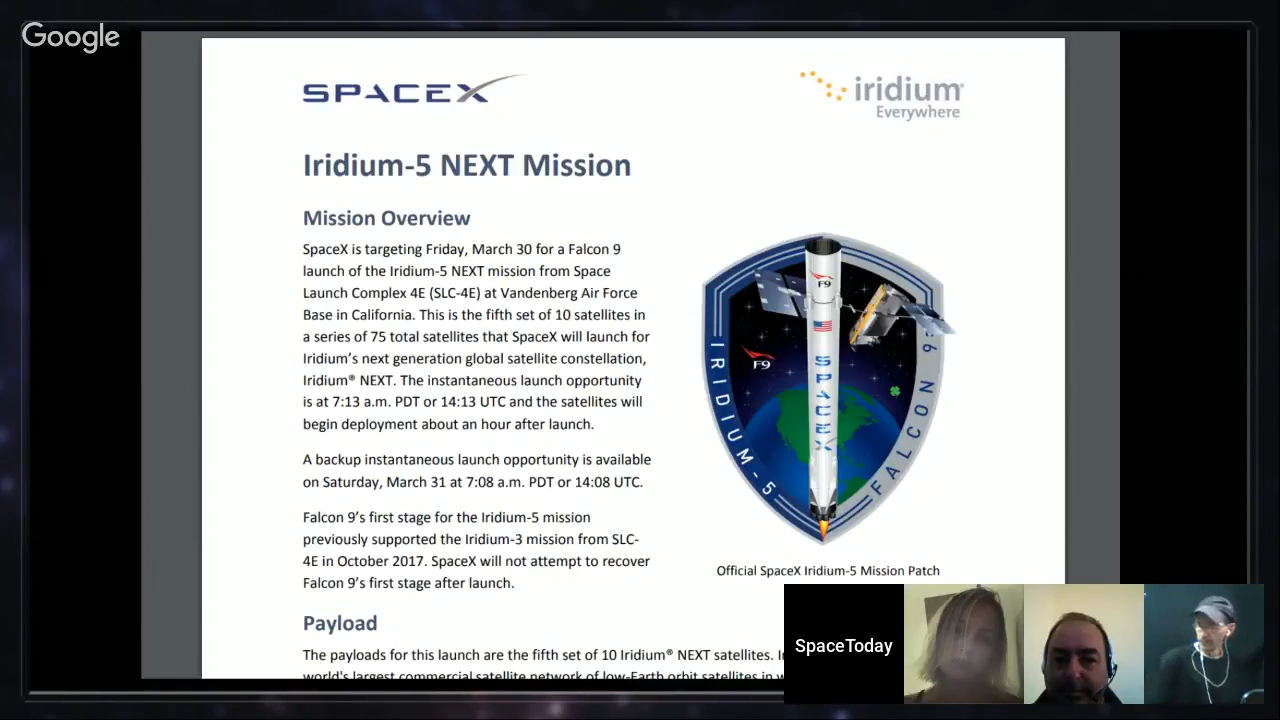 Google
SPACEX
iridium
Everywhere
Iridium-5 NEXT Mission
Mission Overview
SpaceX is targeting Friday, March 30 for a Falcon 9
launch of the Iridium-5 NEXT mission from Space
Launch Complex 4E (SLC-4E) at Vandenberg Air Force
Base in California. This is the fifth set of 10 satellites in
a series of 75 total satellites that SpaceX will launch for
Iridium’s next generation global satellite constellation,
Iridium® NEXT. The instantaneous launch opportunity
is at 7:13 a.m. PDT or 14:13 UTC and the satellites will
begin deployment about an hour after launch.
A backup instantaneous launch opportunity is available
on Saturday, March 31 at 7:08 a.m. PDT or 14:08 UTC.
Falcon 9’s first stage for the Iridium-5 mission
previously supported the Iridium-3 mission from SLC-
4E in October 2017. SpaceX will not attempt to recover
Falcon 9’s first stage after launch.
F9
F9
SPACEX
IRIDIUM-5
FALCON 9
Official SpaceX Iridium-5 Mission Patch
Payload
The payloads for this launch are the fifth set of 10 Iridium® NEXT satellites.
world's largest commercial satellite network of low-Earth orbit satellites in
SpaceToday